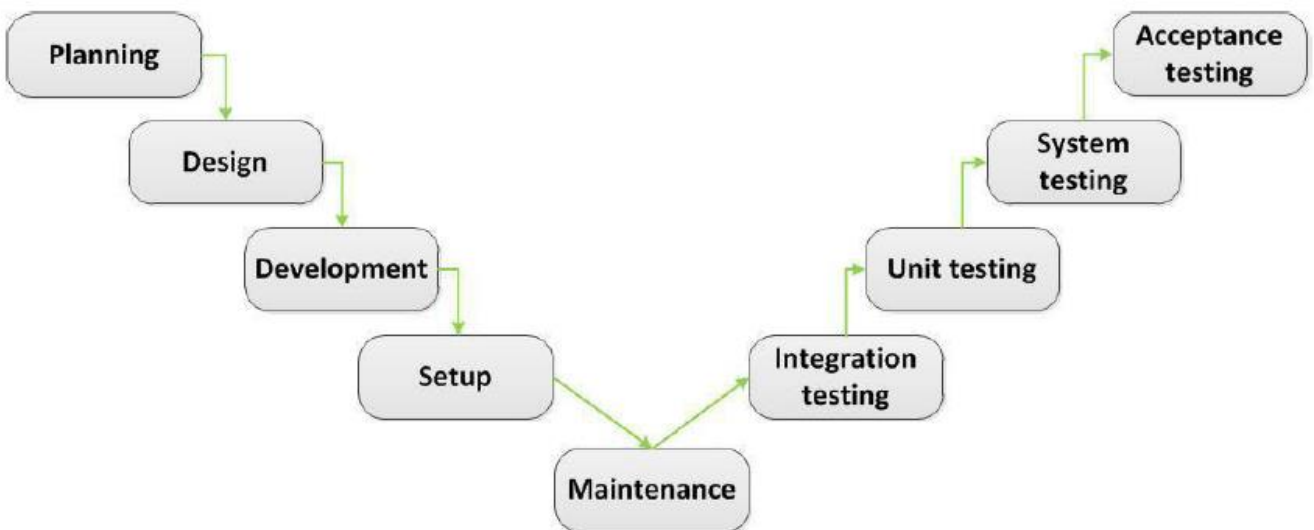 Planning
Design
Development
Setup
Maintenance
Integration
testing
Unit testing
System
testing
Acceptance
testing